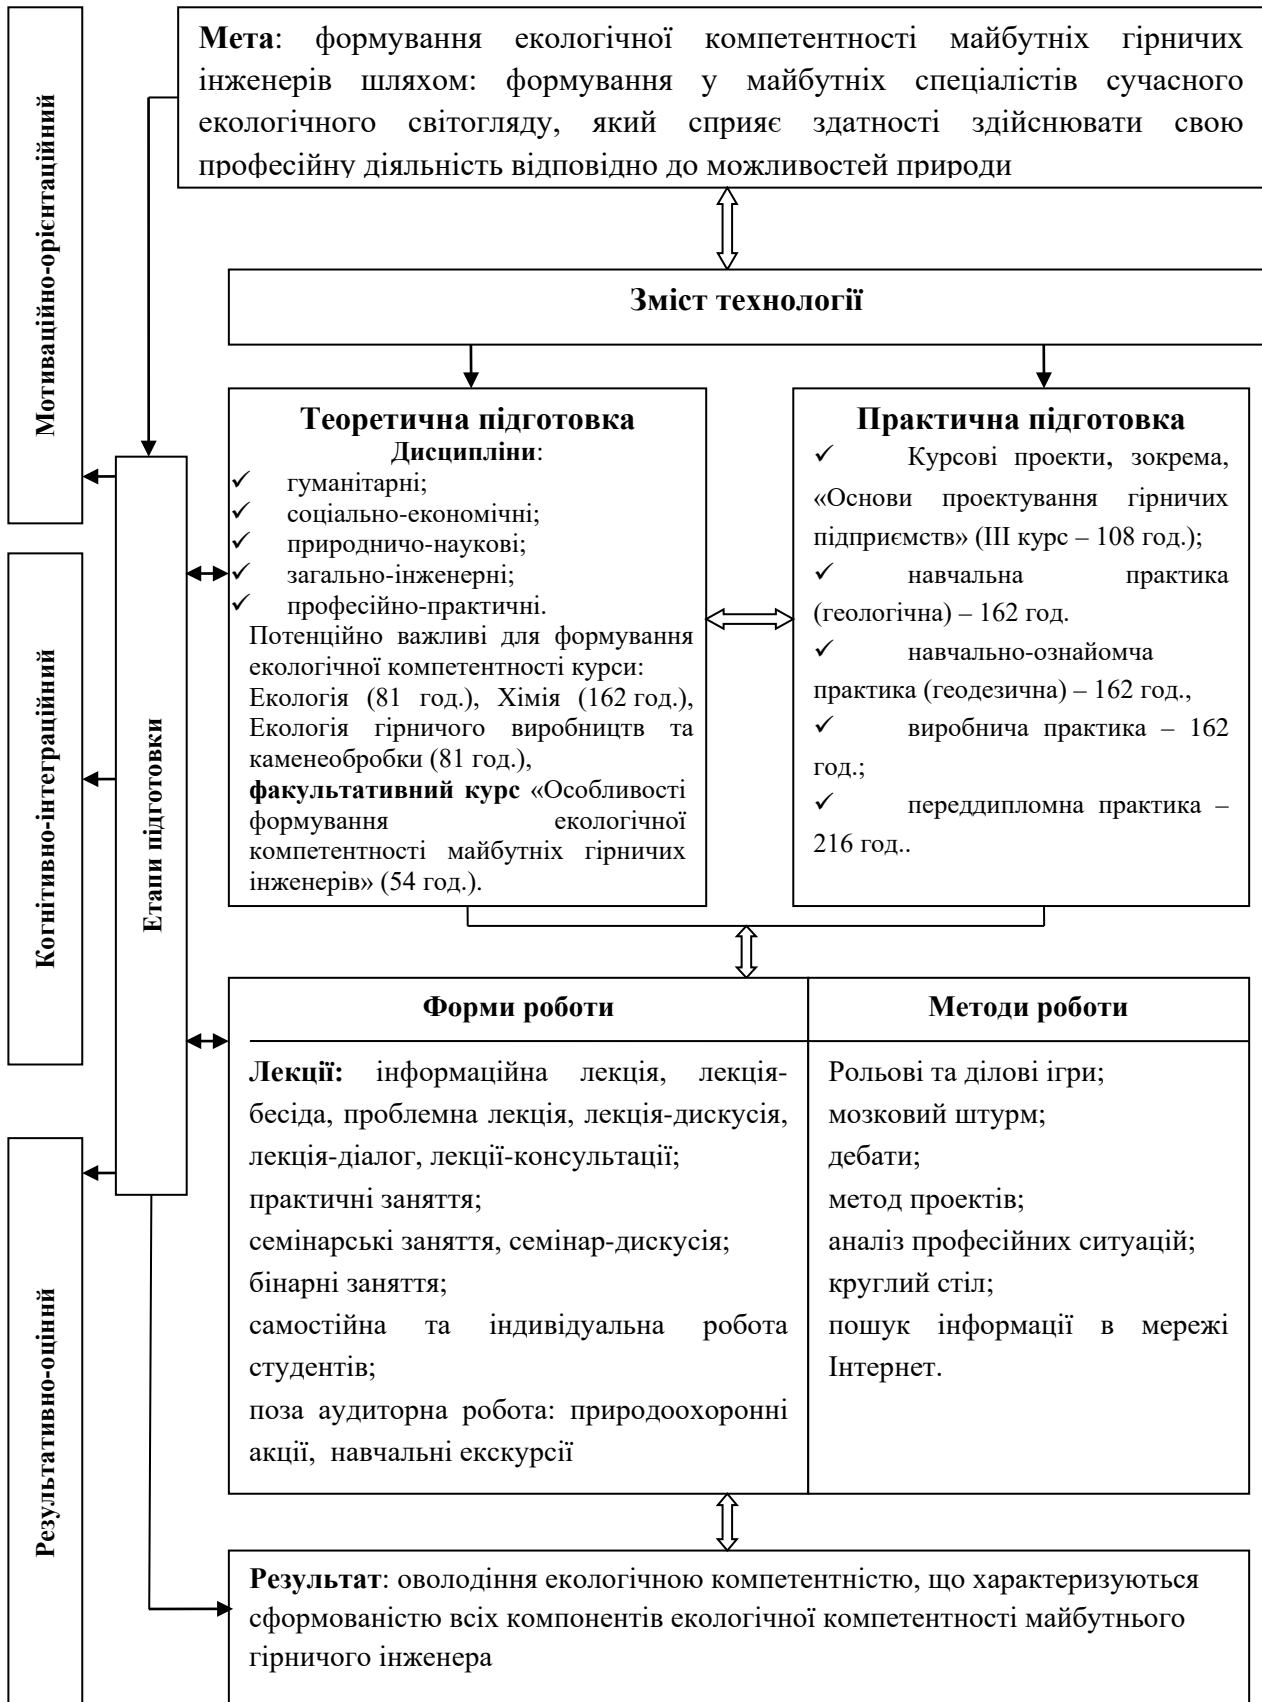 Мета: формування екологічної компетентності майбутніх гірничих
інженерів шляхом: формування у майбутніх спеціалістів сучасного
екологічного світогляду, який сприяє здатності здійснювати свою
професійну діяльність відповідно до можливостей природи
Мотиваційно-орієнтаційний
Когнітивно-інтеграційний
Результативно-оцінній
Етапи підготовки
Зміст технології
Теоретична підготовка
Дисципліни:
✓ гуманітарні;
✓ соціально-економічні;
✓ природничо-наукові;
✓ загально-інженерні;
✓ професійно-практичні.
Потенційно важливі для формування
екологічної компетентності курси:
Екологія (81 год.), Хімія (162 год.),
Екологія гірничого виробництв та
каменеобробки (81 год.),
факультативний курс «Особливості
формування екологічної
компетентності майбутніх гірничих
інженерів» (54 год.).
Практична підготовка
✓ Курсові проекти, зокрема,
«Основи проектування гірничих
підприємств» (ІІІ курс – 108 год.);
✓ навчальна практика
(геологічна) – 162 год.
✓ навчально-ознайомча
практика (геодезична) – 162 год.,
✓ виробнича практика – 162
год.;
✓ переддипломна практика –
216 год..
Форми роботи
Лекції: інформаційна лекція, лекція-
бесіда, проблемна лекція, лекція-дискусія,
лекція-діалог, лекції-консультації;
практичні заняття;
семінарські заняття, семінар-дискусія;
бінарні заняття;
самостійна та індивідуальна робота
студентів;
поза аудиторна робота: природоохоронні
акції, навчальні екскурсії
Методи роботи
Рольові та ділові ігри;
мозковий штурм;
дебати;
метод проектів;
аналіз професійних ситуацій;
круглий стіл;
пошук інформації в мережі
Інтернет.
Результат: оволодіння екологічною компетентністю, що характеризуються
сформованістю всіх компонентів екологічної компетентності майбутнього
гірничого інженера